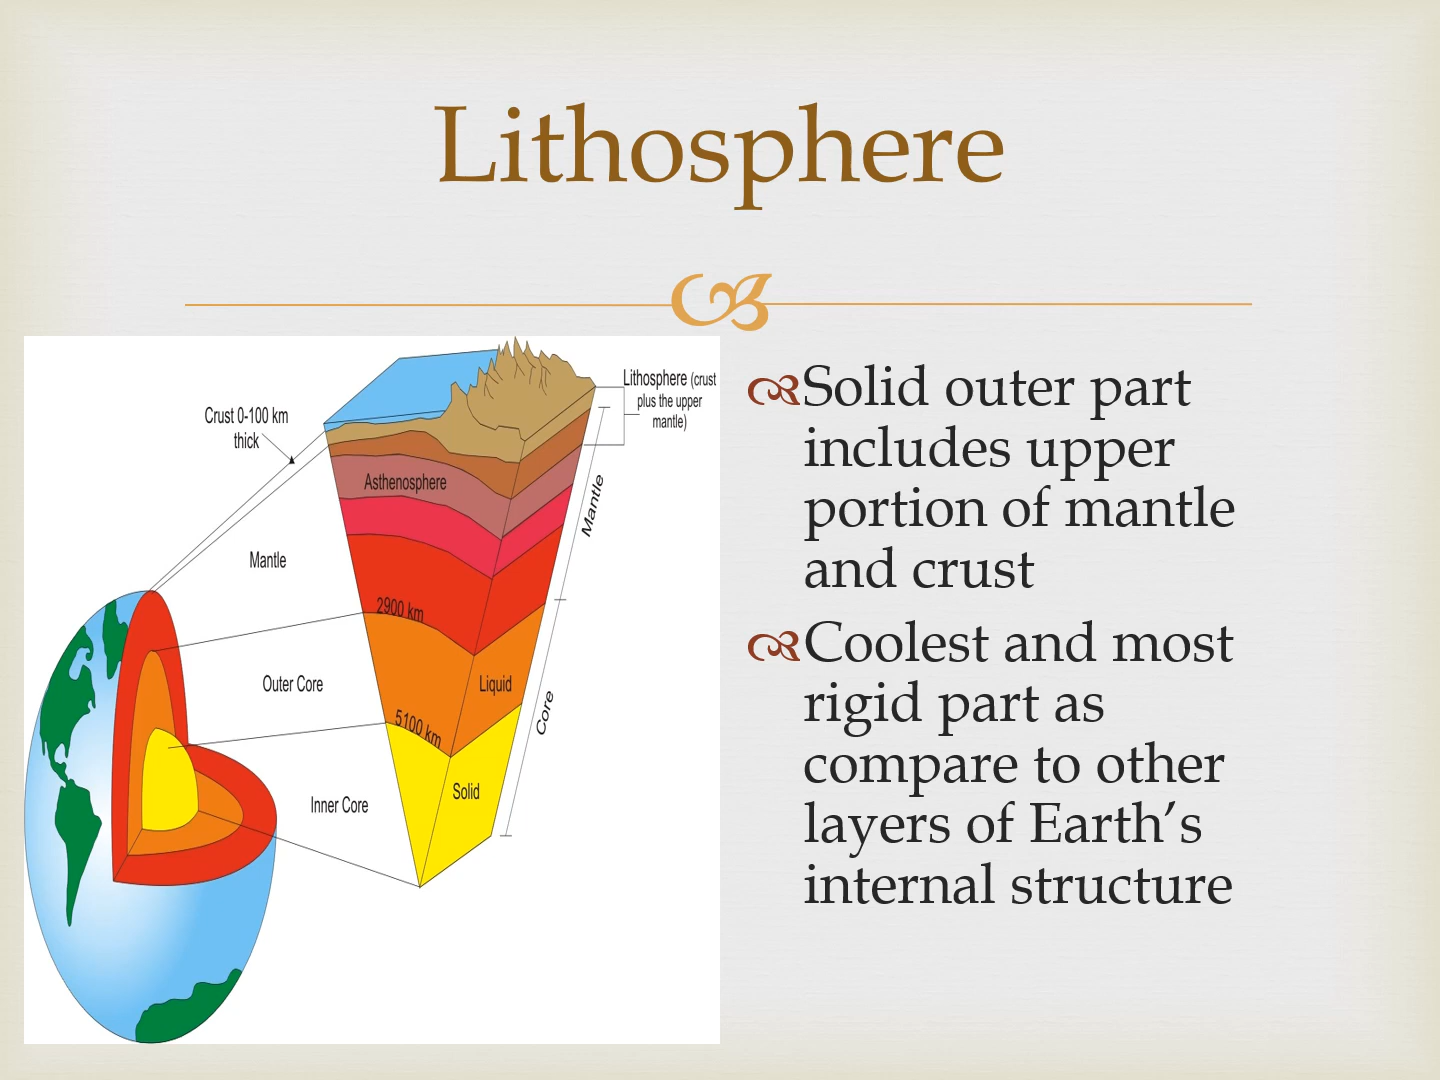 Lithosphere
Crust 0-100 km
thick
Lithosphere (crust
plus the upper
mantle)
Asthenosphere
Mantle
Mantle
2900 km
Outer Core
Liquid
Core
5100 km
Inner Core
Solid
Solid outer part
includes upper
portion of mantle
and crust
Coolest and most
rigid part as
compare to other
layers of Earth’s
internal structure